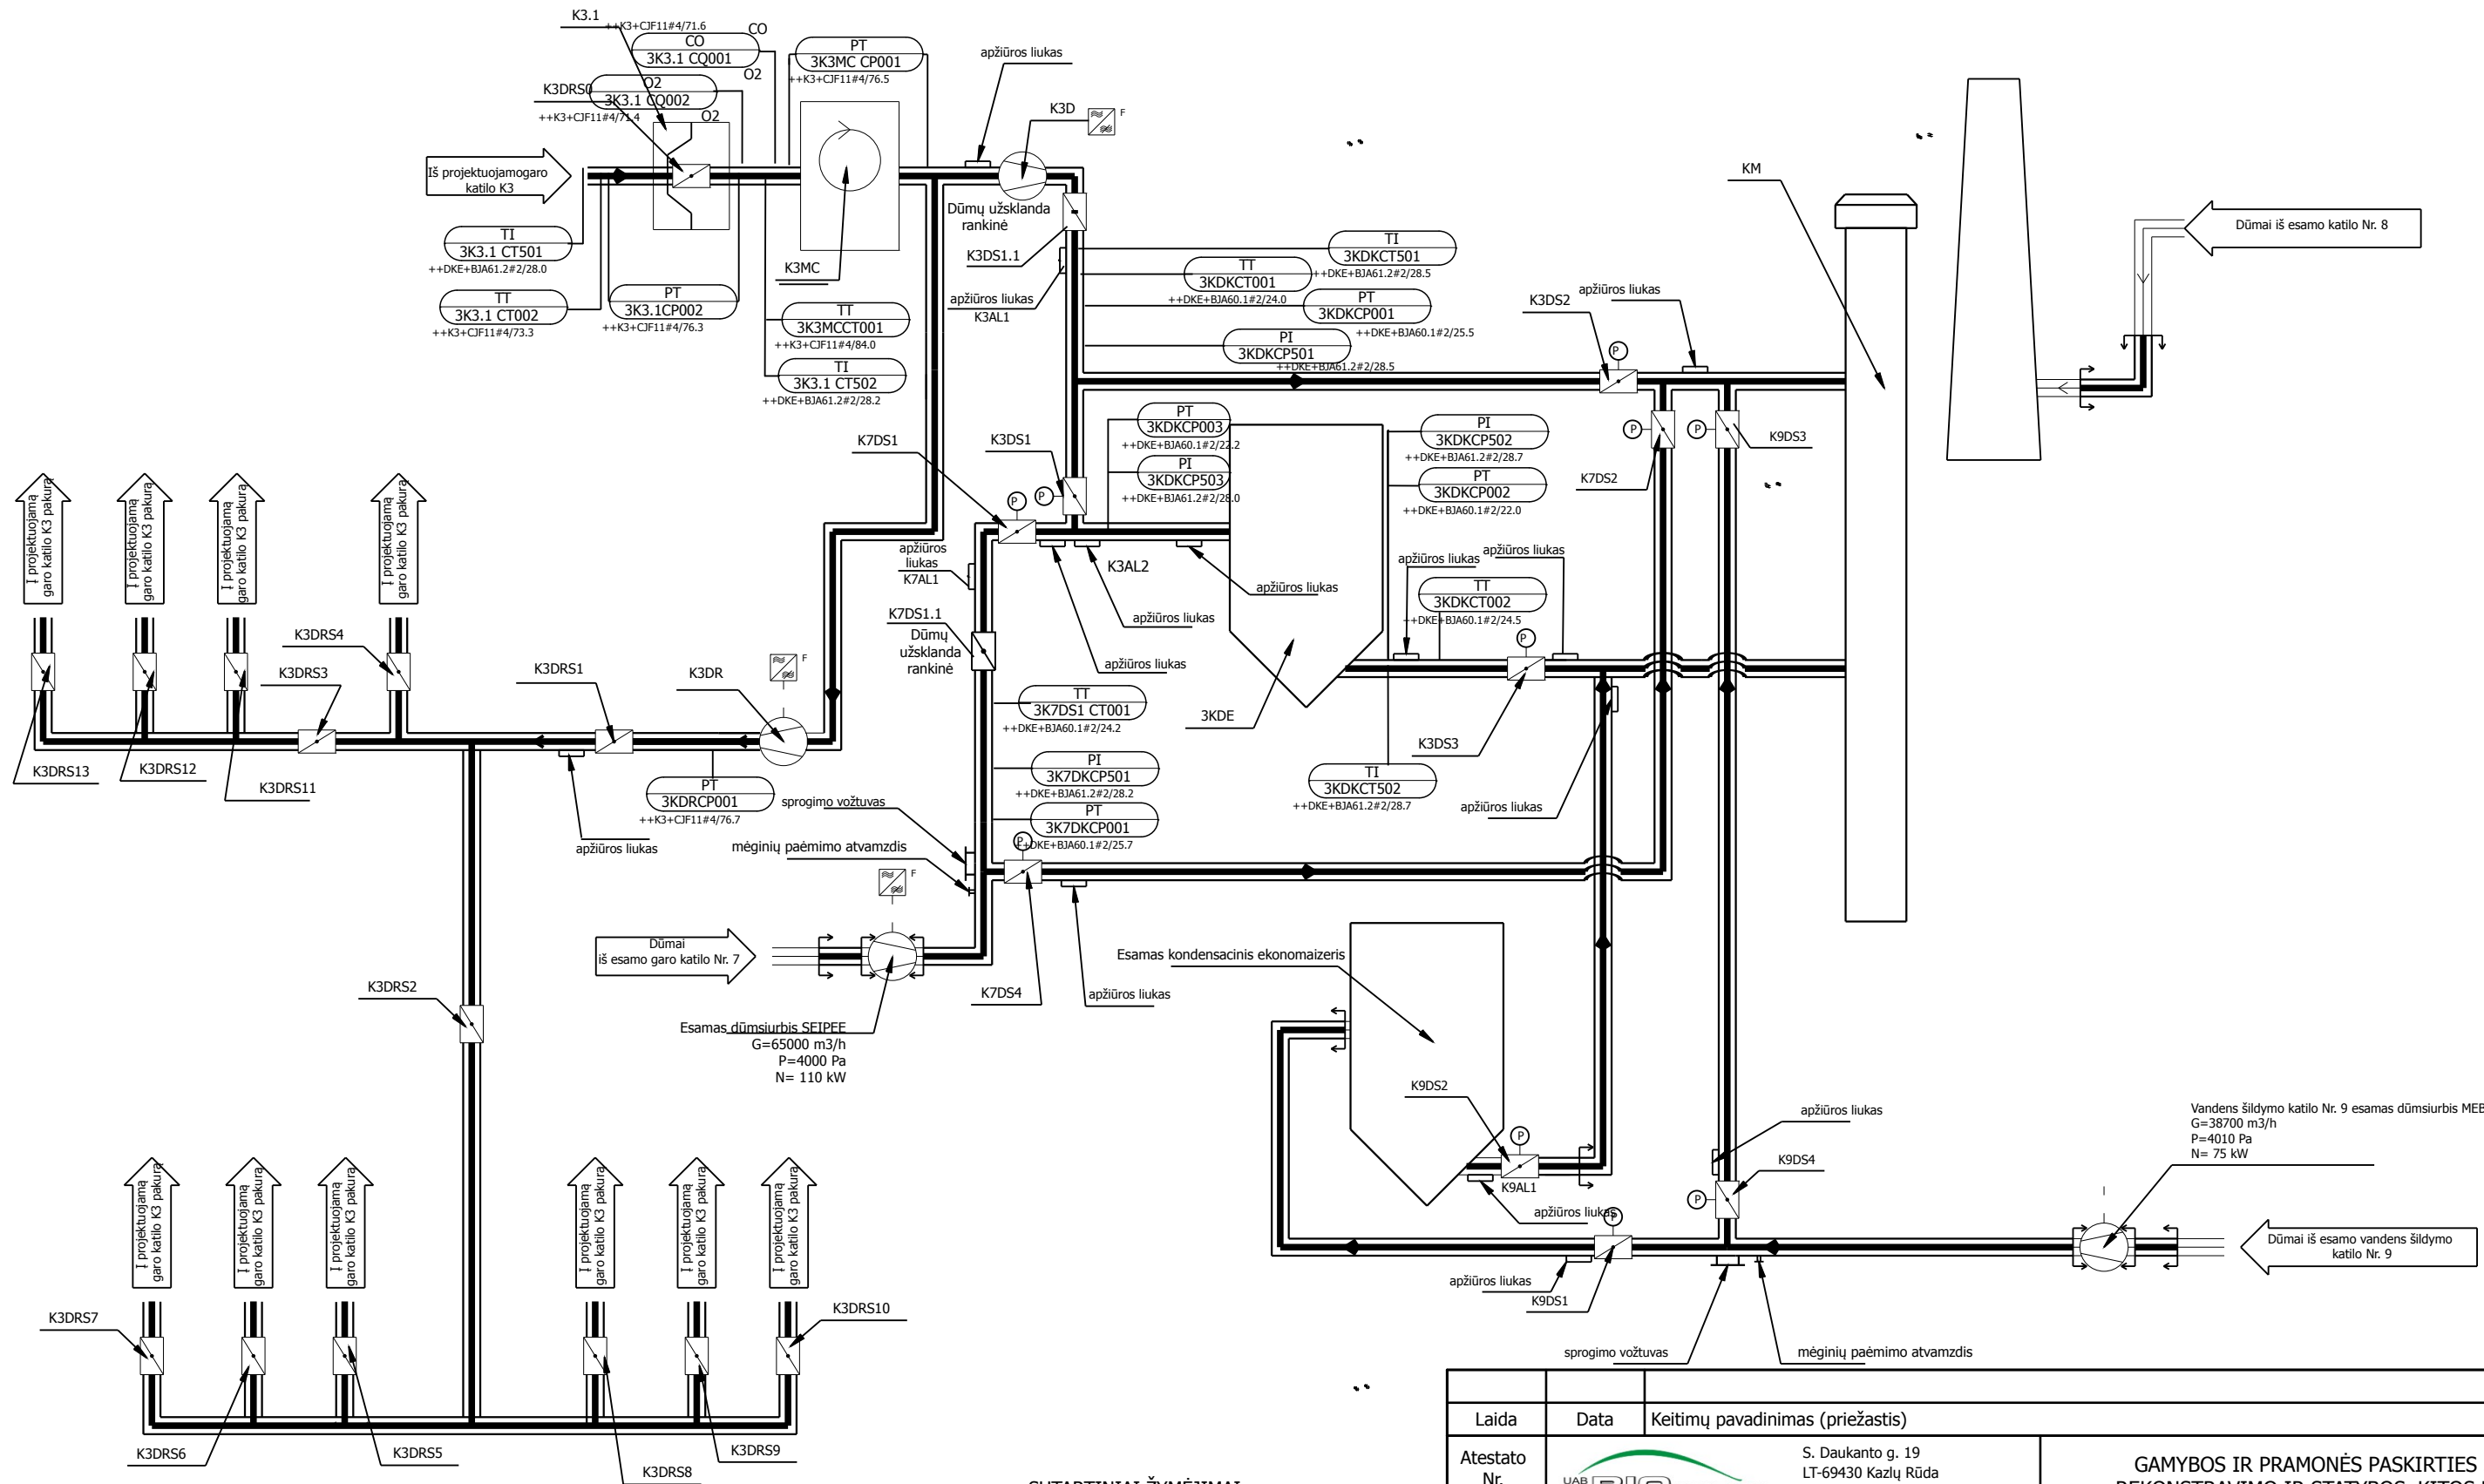 K3.1
++K3+CJF11#4/71.6
CO
CO
3K3.1 CQ001
O2
K3DRS0
O2
3K3.1 CQ002
++K3+CJF11#4/71.4
O2
PT
3K3MC CP001
++K3+CJF11#4/76.5
apžiūros liukas
K3D
F
Iš projektuojamogaro
katilo K3
TI
3K3.1 CT501
++DKE+BJA61.2#2/28.0
TT
3K3.1 CT002
++K3+CJF11#4/73.3
PT
3K3.1CP002
++K3+CJF11#4/76.3
K3MC
TT
3K3MCCT001
++K3+CJF11#4/84.0
TI
3K3.1 CT502
++DKE+BJA61.2#2/28.2
Dūmų užsklanda
rankinė
K3DS1.1
apžiūros liukas
K3AL1
TI
3KDKCT501
++DKE+BJA61.2#2/28.5
TT
3KDKCT001
++DKE+BJA60.1#2/24.0
PT
3KDKCP001
++DKE+BJA60.1#2/25.5
PI
3KDKCP501
++DKE+BJA61.2#2/28.5
K3DS2
apžiūros liukas
P
KM
Dūmai iš esamo katilo Nr. 8
K7DS1
K3DS1
P
P
PT
3KDKCP003
++DKE+BJA60.1#2/22.2
PI
3KDKCP503
++DKE+BJA61.2#2/28.0
PI
3KDKCP502
++DKE+BJA61.2#2/28.7
PT
3KDKCP002
++DKE+BJA60.1#2/22.0
P
P
K7DS2
K9DS3
Į projektuojamą
garo katilo K3 pakurą
Į projektuojamą
garo katilo K3 pakurą
Į projektuojamą
garo katilo K3 pakurą
Į projektuojamą
garo katilo K3 pakurą
apžiūros
liukas
K7AL1
K3AL2
apžiūros liukas
apžiūros liukas
apžiūros liukas
K7DS1.1
Dūmų
užsklanda
rankinė
apžiūros liukas
apžiūros liukas
TT
3KDKCT002
++DKE+BJA60.1#2/24.5
P
K3DRS4
K3DRS3
K3DRS1
K3DR
F
TT
3K7DS1 CT001
++DKE+BJA60.1#2/24.2
3KDE
K3DS3
K3DRS13
K3DRS12
K3DRS11
PT
3KDRCP001
++K3+CJF11#4/76.7
apžiūros liukas
PI
3K7DKCP501
++DKE+BJA61.2#2/28.2
TI
3KDKCT502
++DKE+BJA61.2#2/28.7
apžiūros liukas
sprogimo vožtuvas
PT
3K7DKCP001
++DKE+BJA60.1#2/25.7
P
mėginių paėmimo atvamzdis
F
Dūmai
iš esamo garo katilo Nr. 7
K7DS4
apžiūros liukas
Esamas kondensacinis ekonomaizeris
K3DRS2
Esamas dūmsiurbis SEIPEE
G=65000 m3/h
P=4000 Pa
N= 110 kW
K9DS2
P
K9AL1
apžiūros liukas
P
apžiūros liukas
K9DS4
P
Vandens šildymo katilo Nr. 9 esamas dūmsiurbis MEB
G=38700 m3/h
P=4010 Pa
N= 75 kW
Dūmai iš esamo vandens šildymo
katilo Nr. 9
Į projektuojamą
garo katilo K3 pakurą
Į projektuojamą
garo katilo K3 pakurą
Į projektuojamą
garo katilo K3 pakurą
Į projektuojamą
garo katilo K3 pakurą
Į projektuojamą
garo katilo K3 pakurą
Į projektuojamą
garo katilo K3 pakurą
apžiūros liukas
K9DS1
sprogimo vožtuvas
mėginių paėmimo atvamzdis
K3DRS7
K3DRS10
K3DRS6
K3DRS5
K3DRS8
K3DRS9
SUTARTINIAI ŽYMĖJIMAI
Laida
Data
Keitimų pavadinimas (priežastis)
Atestato
Nr.
UAB
S. Daukanto g. 19
LT-69430 Kazlų Rūda
GAMYBOS IR PRAMONĖS PASKIRTIES